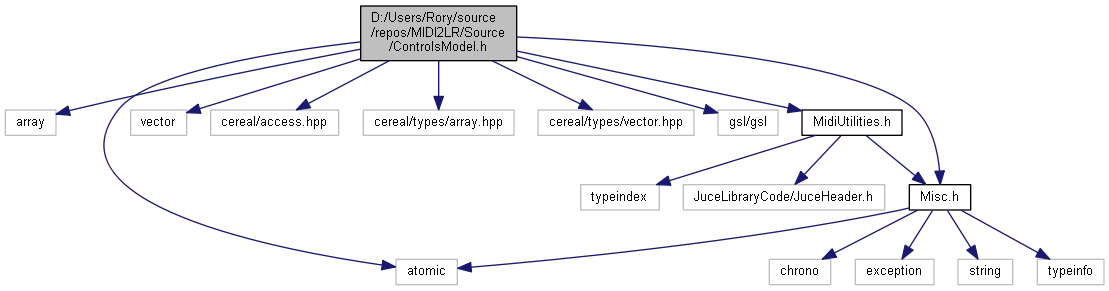 D:/Users/Rory/source
/repos/MIDI2LR/Source
/ControlsModel.h
array
vector
cereal/access.hpp
cereal/types/array.hpp
cereal/types/vector.hpp
gsl/gsl
MidiUtilities.h
typeindex
JuceLibraryCode/JuceHeader.h
Misc.h
atomic
chrono
exception
string
typeinfo